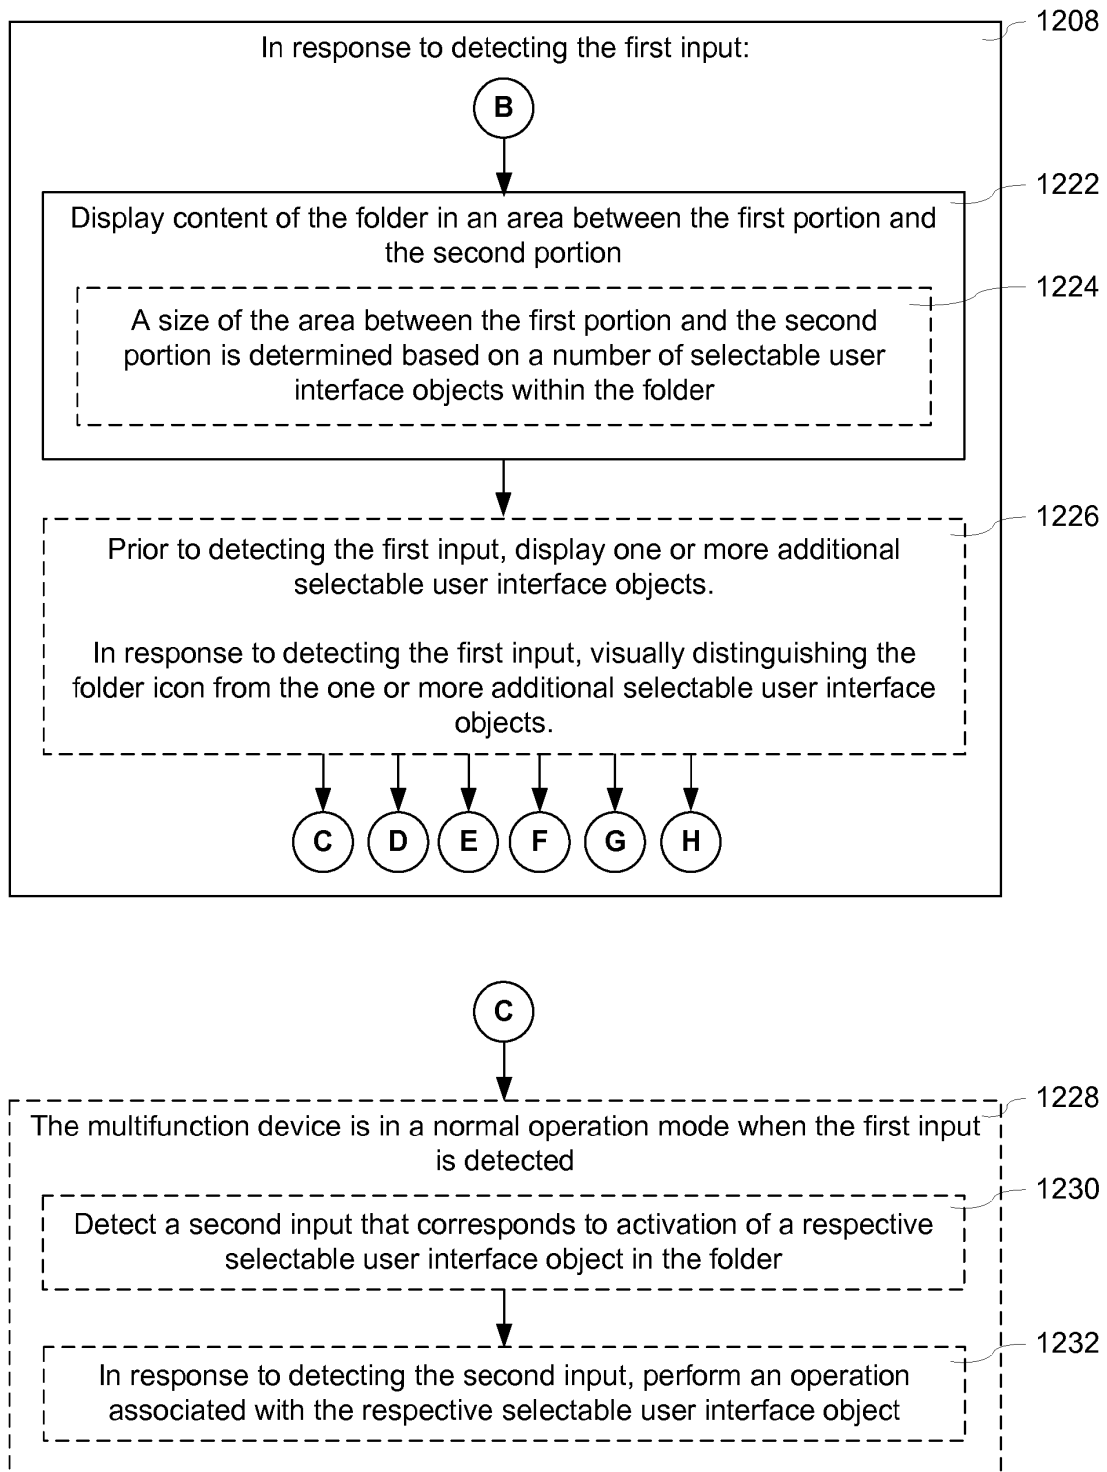 1208
In response to detecting the first input:
B
1222
Display content of the folder in an area between the first portion and
the second portion
1224
A size of the area between the first portion and the second
portion is determined based on a number of selectable user
interface objects within the folder
1226
Prior to detecting the first input, display one or more additional
selectable user interface objects.
In response to detecting the first input, visually distinguishing the
folder icon from the one or more additional selectable user interface
objects.
C D E F G H
C
1228
The multifunction device is in a normal operation mode when the first input
is detected
1230
Detect a second input that corresponds to activation of a respective
selectable user interface object in the folder
1232
In response to detecting the second input, perform an operation
associated with the respective selectable user interface object